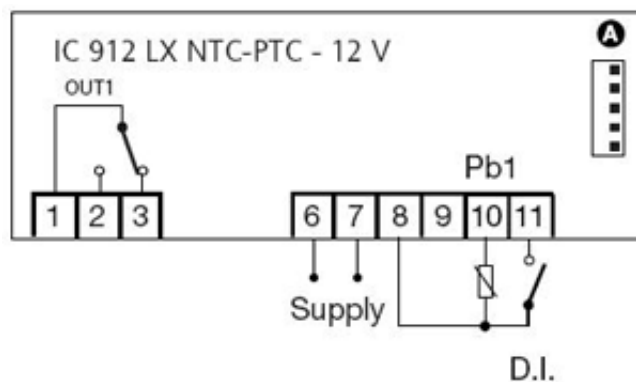 IC 912 LX NTC-PTC - 12 V
A
OUT1
Pb1
1 2 3 6 7 8 9 10 11
Supply
D.I.